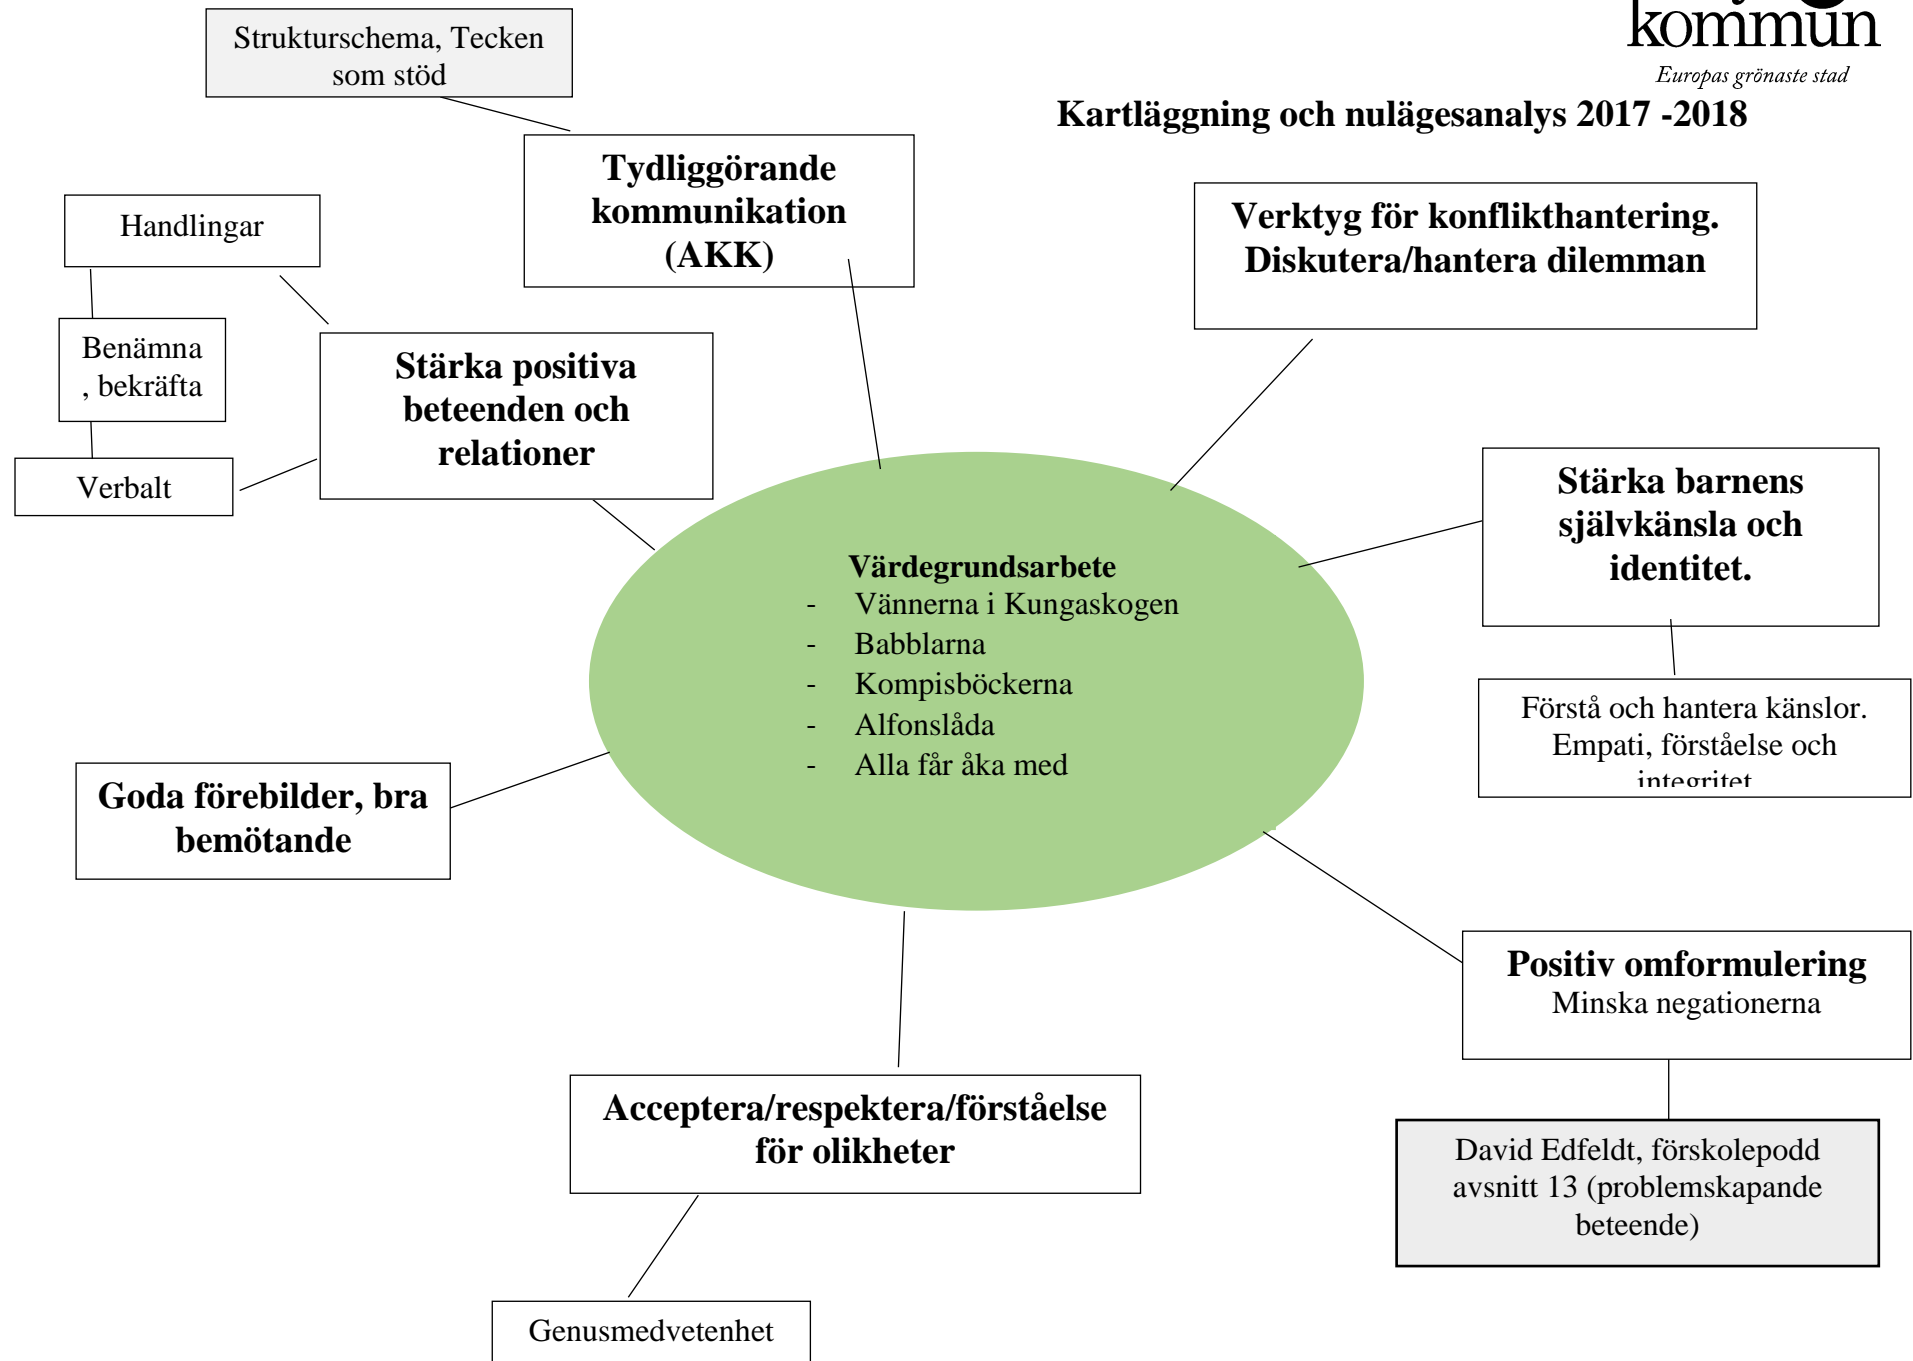 kommun
Europas grönaste stad
Kartläggning och nulägesanalys 2017 -2018
Strukturschema, Tecken
som stöd
Tydliggörande
kommunikation
(AKK)
Verktyg för konflikthantering.
Diskutera/hantera dilemman
Handlingar
Benämna
, bekräfta
Verbalt
Stärka positiva
beteenden och
relationer
Stärka barnens
självkänsla och
identitet.
Förstå och hantera känslor.
Empati, förståelse och
integritet
Värdegrundsarbete
- Vännerna i Kungaskogen
- Babblarna
- Kompisböckerna
- Alfonslåda
- Alla får åka med
Goda förebilder, bra
bemötande
Positiv omformulering
Minska negationerna
David Edfeldt, förskolepodd
avsnitt 13 (problemskapande
beteende)
Acceptera/respektera/förståelse
för olikheter
Genusmedvetenhet